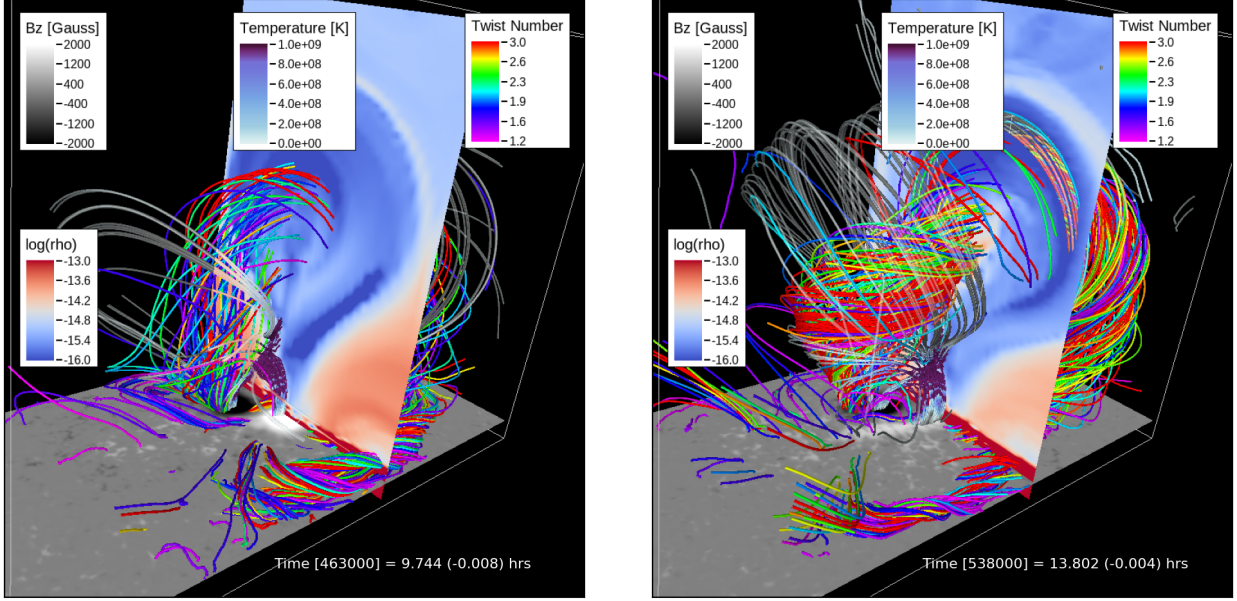 Bz [Gauss]
2000
1200
400
-400
-1200
-2000
Temperature [K]
1.0e+09
8.0e+08
6.0e+08
4.0e+08
2.0e+08
0.0e+00
Twist Number
3.0
2.6
2.3
1.9
1.6
1.2
log(rho)
-13.0
-13.6
-14.2
-14.8
-15.4
-16.0
Time [463000] = 9.744 (-0.008) hrs
Bz [Gauss]
2000
1200
400
-400
-1200
-2000
Temperature [K]
1.0e+09
8.0e+08
6.0e+08
4.0e+08
2.0e+08
0.0e+00
Twist Number
3.0
2.6
2.3
1.9
1.6
1.2
log(rho)
-13.0
-13.6
-14.2
-14.8
-15.4
-16.0
Time [538000] = 13.802 (-0.004) hrs